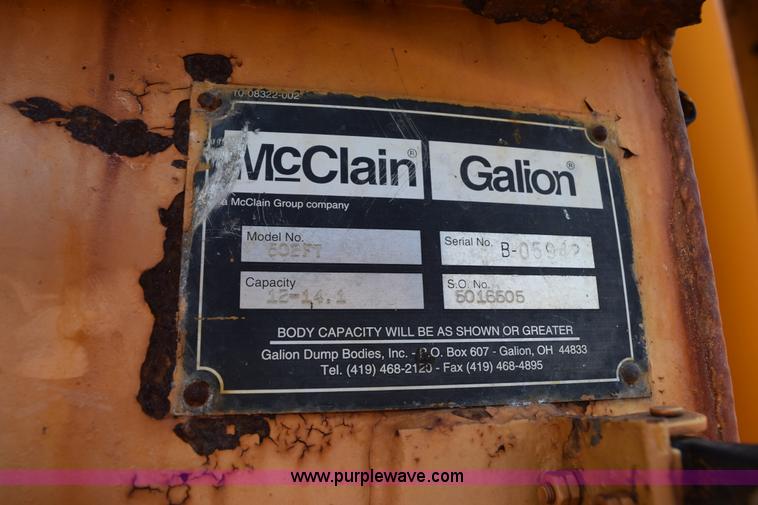 10-08322-002
McClain® Galion®
a McClain Group company
Model No.
Serial No. B-05942
Capacity 12-14.1
S.O. No. 5016505
BODY CAPACITY WILL BE AS SHOWN OR GREATER
Galion Dump Bodies, Inc. - P.O. Box 607 - Galion, OH 44833
Tel. (419) 468-2120 - Fax (419) 468-4895
www.purplewave.com